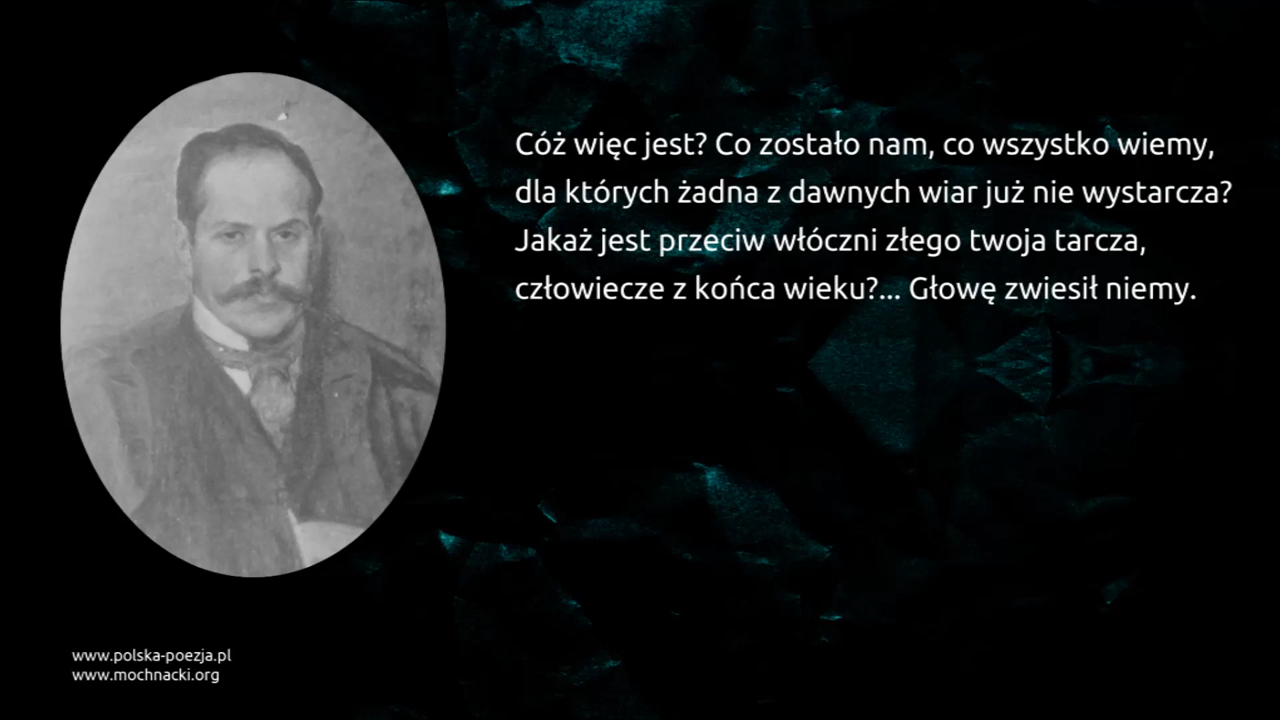 Cóż więc jest? Co zostało nam, co wszystko wiemy,
dla których żadna z dawnych wiar już nie wystarcza?
Jakaż jest przeciw włóczni złego twoja tarcza,
człowiecze z końca wieku?... Głowę zwiesił niemy.
www.polska-poezja.pl
www.mochnacki.org